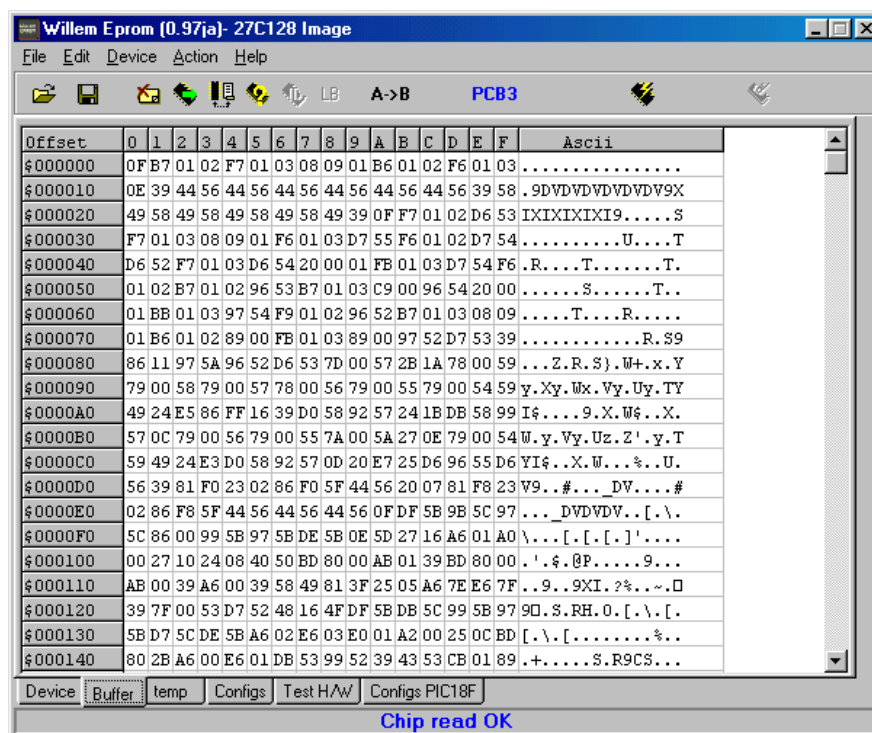 Willem Eprom (0.97ja)- 27C128 Image
File Edit Device Action Help
LB A->B PCB3
Offset 0 1 2 3 4 5 6 7 8 9 A B C D E F Ascii
$000000 0F B7 01 02 F7 01 03 08 09 01 B6 01 02 F6 01 03 ................
$000010 0E 39 44 56 44 56 44 56 44 56 44 56 44 56 39 58 .9DVDVDVDVDVDV9X
$000020 49 58 49 58 49 58 49 58 49 39 0F F7 01 02 D6 53 IXIXIXIXI9.....S
$000030 F7 01 03 08 09 01 F6 01 03 D7 55 F6 01 02 D7 54 ..........U....T
$000040 D6 52 F7 01 03 D6 54 20 00 01 FB 01 03 D7 54 F6 .R....T.......T.
$000050 01 02 B7 01 02 96 53 B7 01 03 C9 00 96 54 20 00 ......S......T..
$000060 01 BB 01 03 97 54 F9 01 02 96 52 B7 01 03 08 09 .....T....R.....
$000070 01 B6 01 02 89 00 FB 01 03 89 00 97 52 D7 53 39 ............R.S9
$000080 86 11 97 5A 96 52 D6 53 7D 00 57 2B 1A 78 00 59 ...Z.R.S}.W+.x.Y
$000090 79 00 58 79 00 57 78 00 56 79 00 55 79 00 54 59 y.Xy.Wx.Vy.Uy.TY
$0000A0 49 24 E5 86 FF 16 39 D0 58 92 57 24 1B DB 58 99 I$....9.X.W$..X.
$0000B0 57 0C 79 00 56 79 00 55 7A 00 5A 27 0E 79 00 54 W.y.Vy.Uz.Z'.y.T
$0000C0 59 49 24 E3 D0 58 92 57 0D 20 E7 25 D6 96 55 D6 YI$..X.W...%..U.
$0000D0 56 39 81 F0 23 02 86 F0 5F 44 56 20 07 81 F8 23 V9..#..._DV....#
$0000E0 02 86 F8 5F 44 56 44 56 44 56 0F DF 5B 9B 5C 97 ..._DVDVDV..[.\.
$0000F0 5C 86 00 99 5B 97 5B DE 5B 0E 5D 27 16 A6 01 A0 \...[.[.[.]'....
$000100 00 27 10 24 08 40 50 BD 80 00 AB 01 39 BD 80 00 .'.$.@P.....9...
$000110 AB 00 39 A6 00 39 58 49 81 3F 25 05 A6 7E E6 7F ..9..9XI.?%..~.□
$000120 39 7F 00 53 D7 52 48 16 4F DF 5B DB 5C 99 5B 97 9□.S.RH.O.[.\.[.
$000130 5B D7 5C DE 5B A6 02 E6 03 E0 01 A2 00 25 0C BD [.\.[........%..
$000140 80 2B A6 00 E6 01 DB 53 99 52 39 43 53 CB 01 89 .+.....S.R9CS...
Device Buffer temp Configs Test H/W Configs PIC18F
Chip read OK